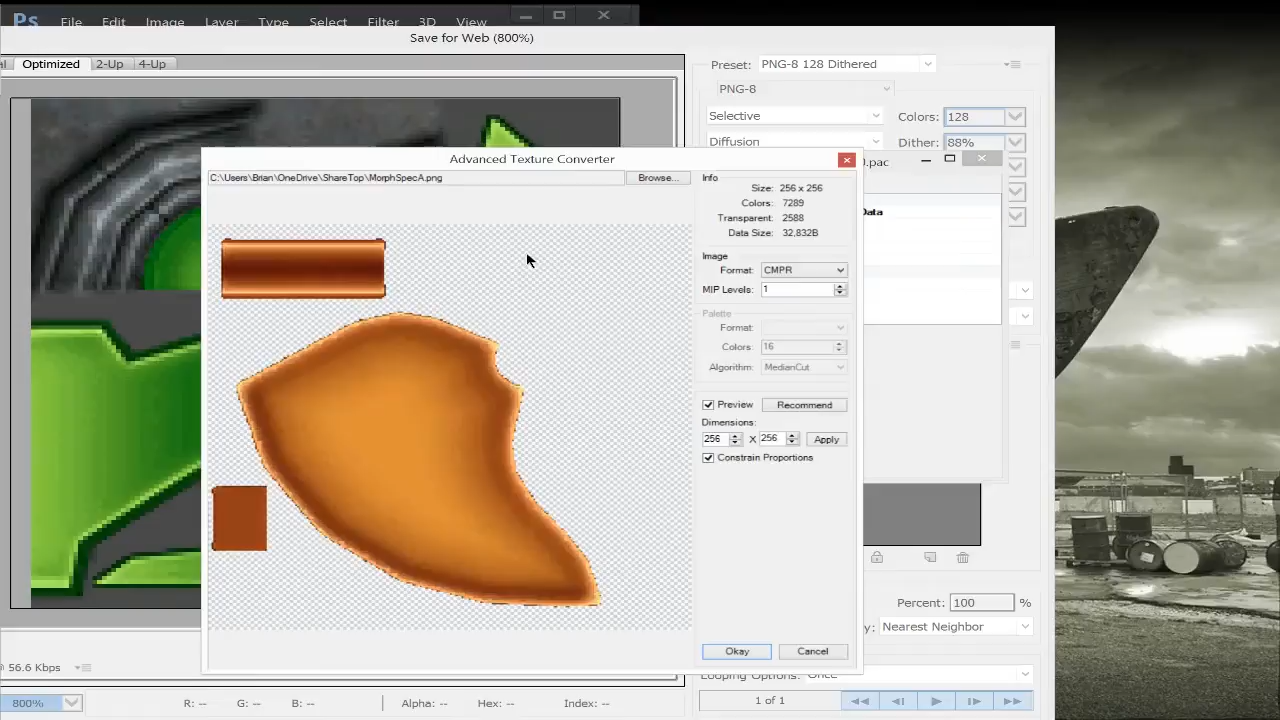 Ps File Edit Image Layer Type Select Filter 3D View
Save for Web (800%)
Optimized 2-Up 4-Up
Preset: PNG-8 128 Dithered
PNG-8
Selective Colors: 128
Diffusion Dither: 88%
.pac
Data
Advanced Texture Converter
C:\Users\Brian\OneDrive\ShareTop\MorphSpecA.png Browse...
Info
Size: 256 x 256
Colors: 7289
Transparent: 2588
Data Size: 32,832B
Image
Format: CMPR
MIP Levels: 1
Palette
Format:
Colors: 16
Algorithm: MedianCut
Preview Recommend
Dimensions:
256 X 256 Apply
Constrain Proportions
Okay Cancel
Percent: 100 %
y: Nearest Neighbor
Looping Options: Once
1 of 1
@ 56.6 Kbps
800% R: -- G: -- B: -- Alpha: -- Hex: -- Index: --